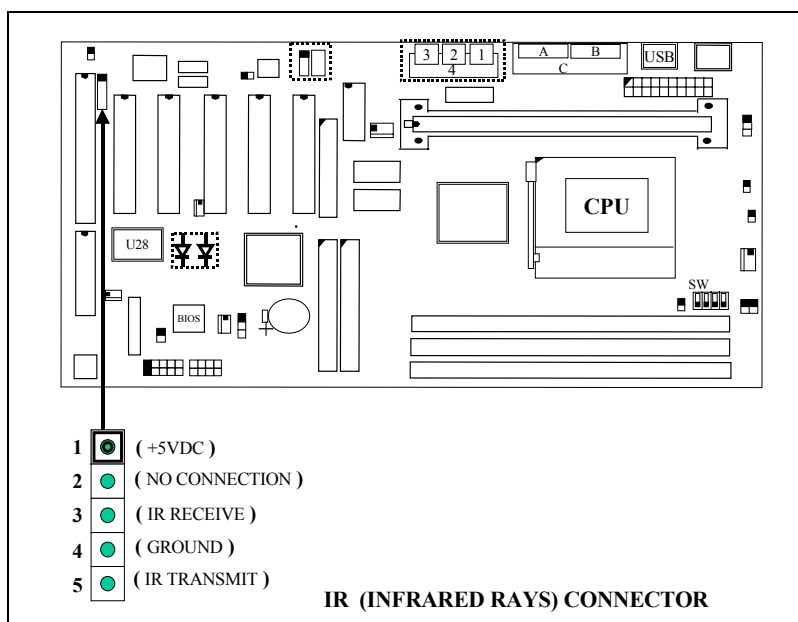 3 2 1
4
A B
C
USB
CPU
U28
SW
BIOS
1 ( +5VDC )
2 ( NO CONNECTION )
3 ( IR RECEIVE )
4 ( GROUND )
5 ( IR TRANSMIT )
IR (INFRARED RAYS) CONNECTOR